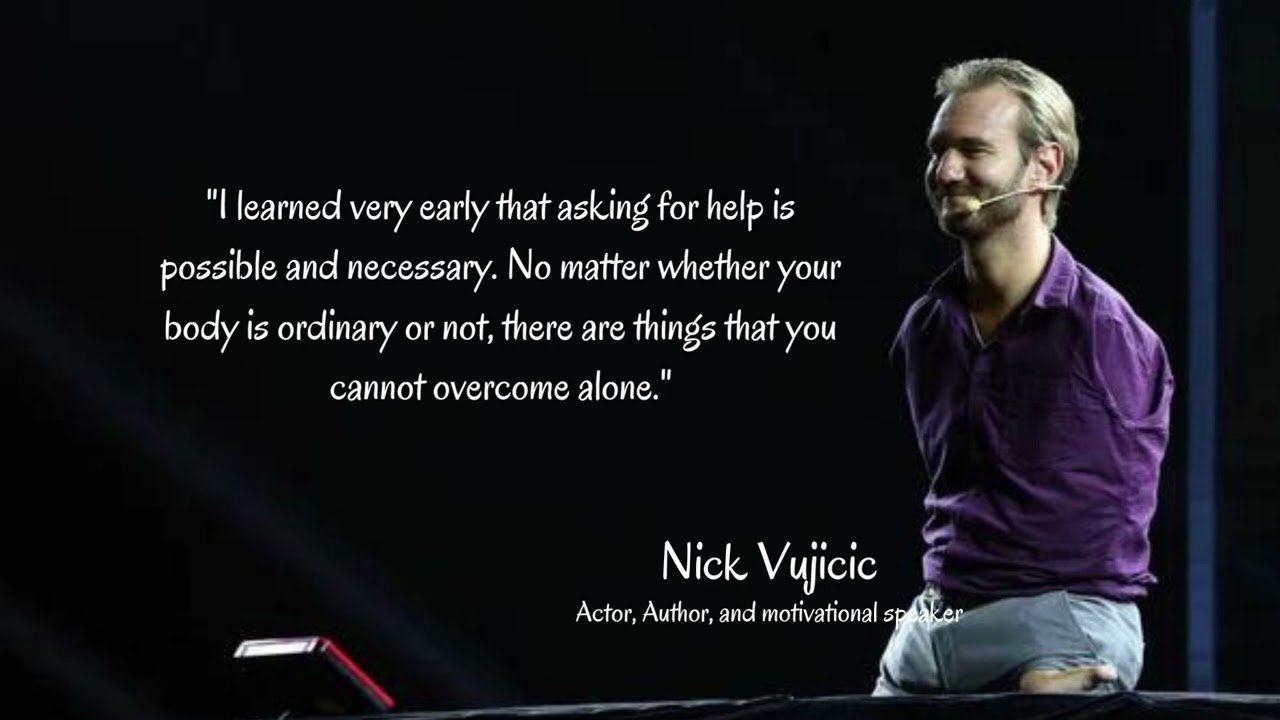 "I learned very early that asking for help is
possible and necessary. No matter whether your
body is ordinary or not, there are things that you
cannot overcome alone."
Nick Vujicic
Actor, Author, and motivational speaker